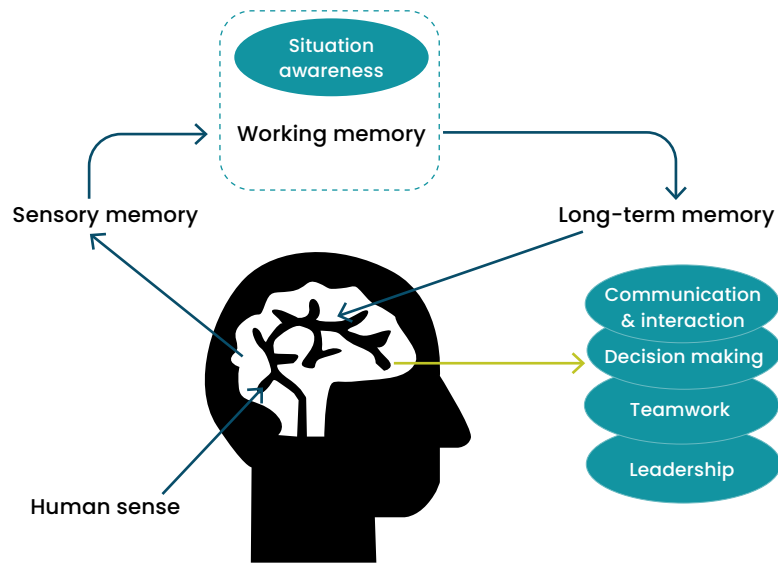 Situation
awareness
Working memory
Sensory memory
Long-term memory
Communication
& interaction
Decision making
Teamwork
Leadership
Human sense